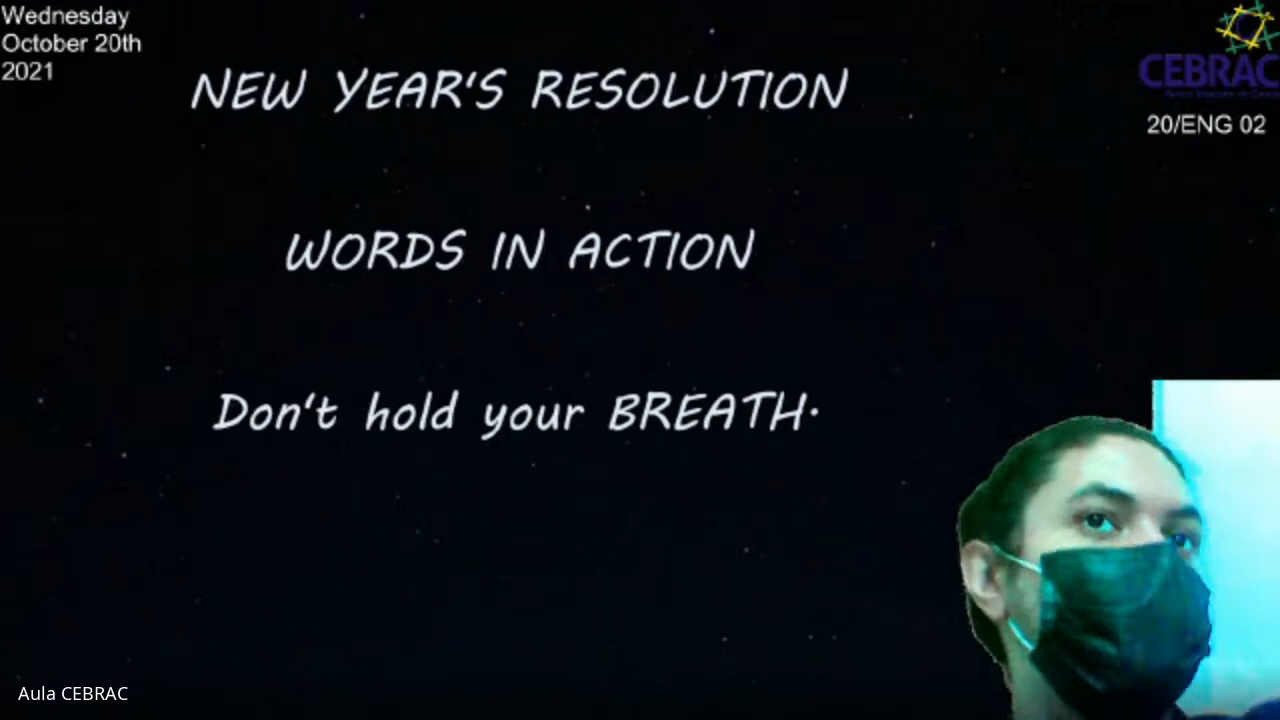 Wednesday
October 20th
2021
CEBRAC
20/ENG 02
NEW YEAR'S RESOLUTION
WORDS IN ACTION
Don't hold your BREATH.
Aula CEBRAC